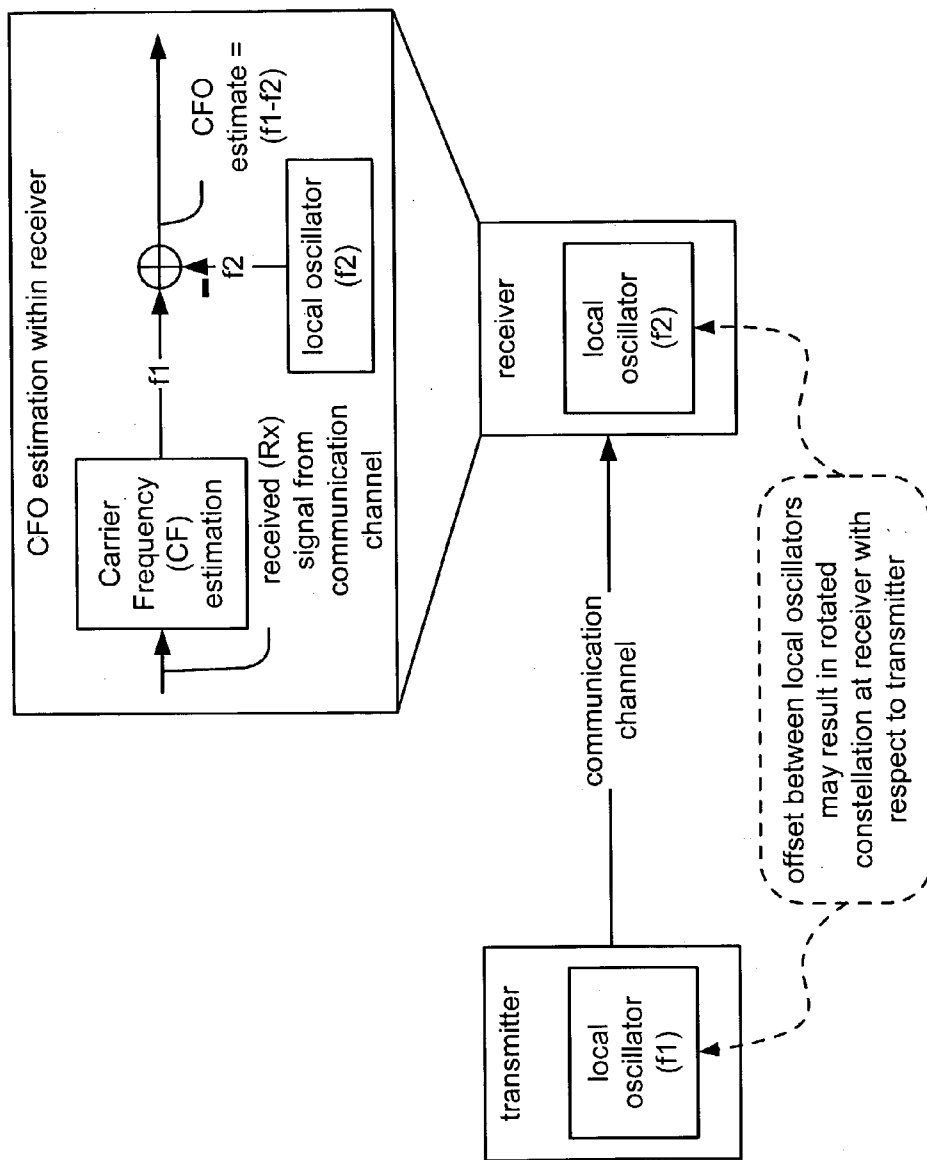 CFO estimation within receiver
Carrier
Frequency
(CF)
estimation
f1
CFO
estimate =
(f1-f2)
f2
local oscillator
(f2)
received (Rx)
signal from
communication
channel
transmitter
local
oscillator
(f1)
communication
channel
receiver
local
oscillator
(f2)
offset between local oscillators
may result in rotated
constellation at receiver with
respect to transmitter